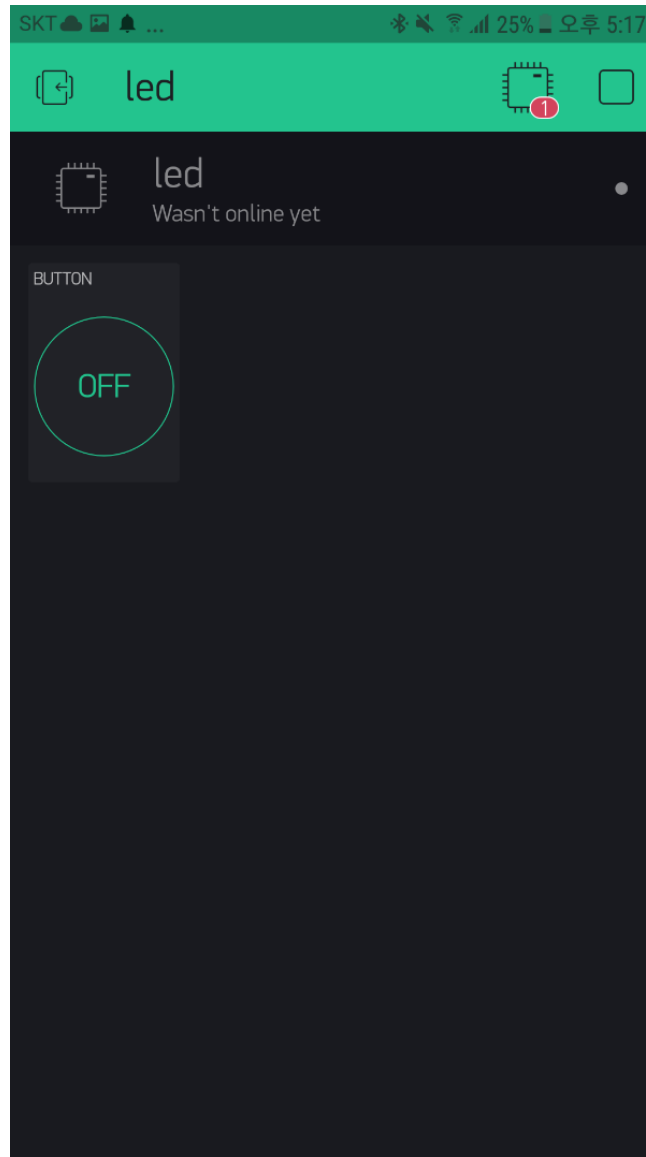 SKT ... 25% 오후 5:17
led
1
led
Wasn't online yet
BUTTON
OFF